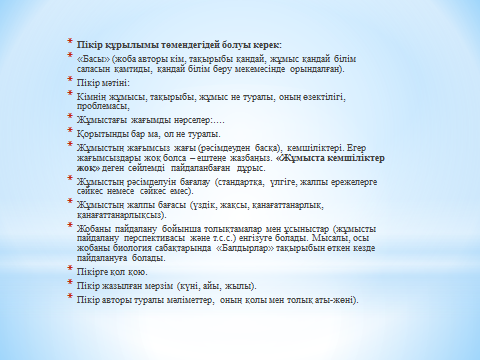 * Пікір құрылымы төмендегідей болуы керек:
* «Басы» (жоба авторы кім, тақырыбы қандай, жұмыс қандай білім
саласын қамтиды, қандай білім беру мекемесінде орындалған).
* Пікір мәтіні:
* Кімнің жұмысы, тақырыбы, жұмыс не туралы, оның өзектілігі,
проблемасы,
* Жұмыстағы жағымды нәрселер:….
* Қорытынды бар ма, ол не туралы.
* Жұмыстың жағымсыз жағы (рәсімдеуден басқа), кемшіліктері. Егер
жағымсыздары жоқ болса – ештеңе жазбаңыз. «Жұмыста кемшіліктер
жоқ» деген сөйлемді пайдаланбаған дұрыс.
* Жұмыстың рәсімделуін бағалау (стандартқа, үлгіге, жалпы ережелерге
сәйкес немесе сәйкес емес).
* Жұмыстың жалпы бағасы (үздік, жақсы, қанағаттанарлық,
қанағаттанарлықсыз).
* Жобаны пайдалану бойынша толықтамалар мен ұсыныстар (жұмысты
пайдалану перспективасы және т.с.с.) енгізуге болады. Мысалы, осы
жобаны биология сабақтарында «Балдырлар» тақырыбын өткен кезде
пайдалануға болады.
* Пікірге қол қою.
* Пікір жазылған мерзім (күні, айы, жылы).
* Пікір авторы туралы мәліметтер, оның қолы мен толық аты-жөні).